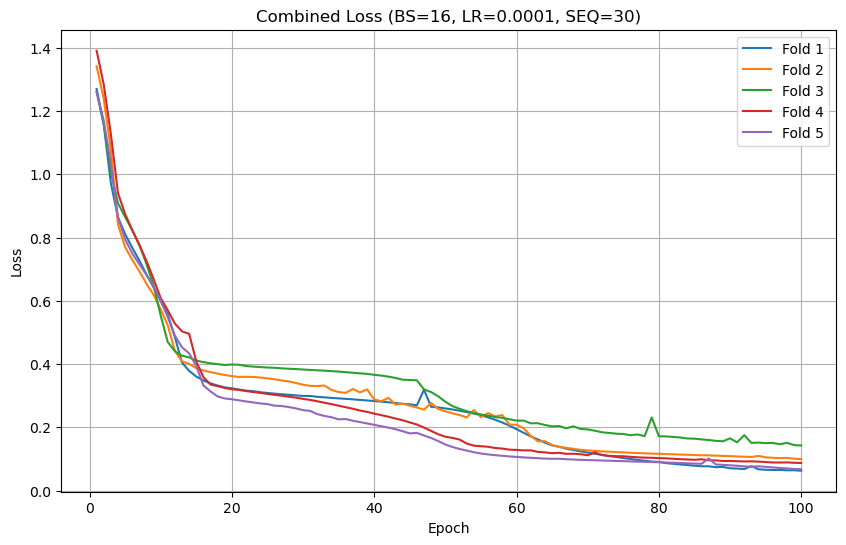 Combined Loss (BS=16, LR=0.0001, SEQ=30)
Loss
1.4
1.2
1.0
0.8
0.6
0.4
0.2
0.0
Fold 1
Fold 2
Fold 3
Fold 4
Fold 5
0 20 40 60 80 100
Epoch